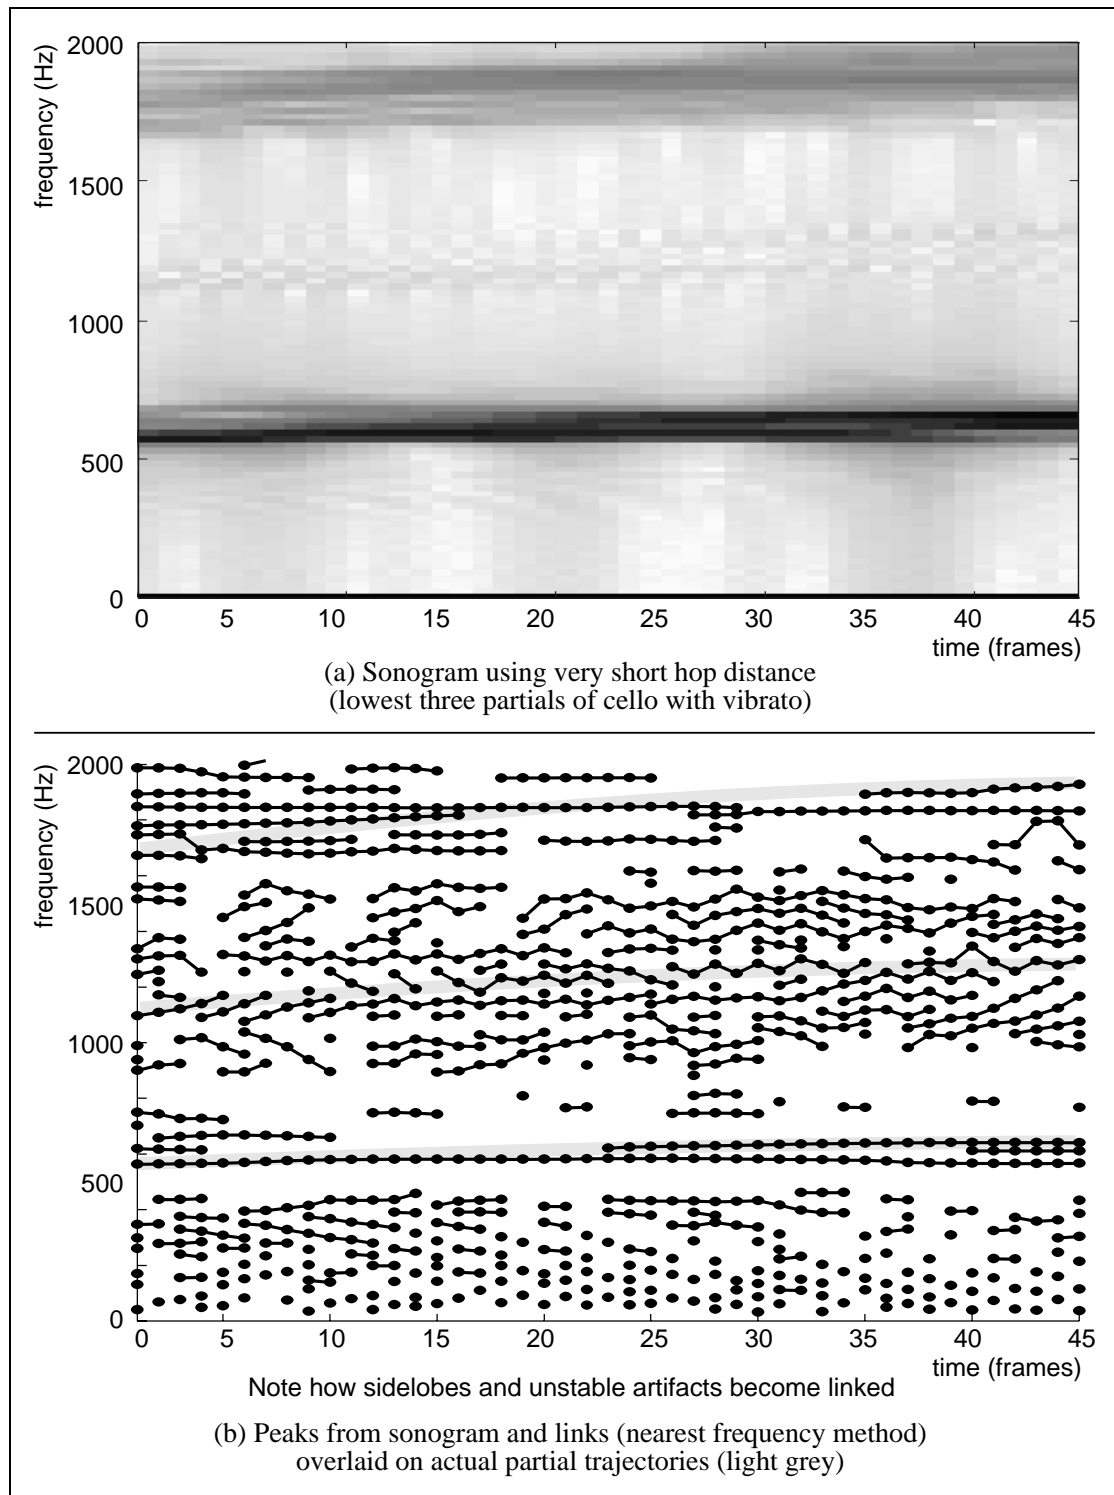 2000
1500
1000
500
0
frequency (Hz)
0 5 10 15 20 25 30 35 40 45
time (frames)
(a) Sonogram using very short hop distance
(lowest three partials of cello with vibrato)
2000
1500
1000
500
0
frequency (Hz)
0 5 10 15 20 25 30 35 40 45
time (frames)
Note how sidelobes and unstable artifacts become linked
(b) Peaks from sonogram and links (nearest frequency method)
overlaid on actual partial trajectories (light grey)